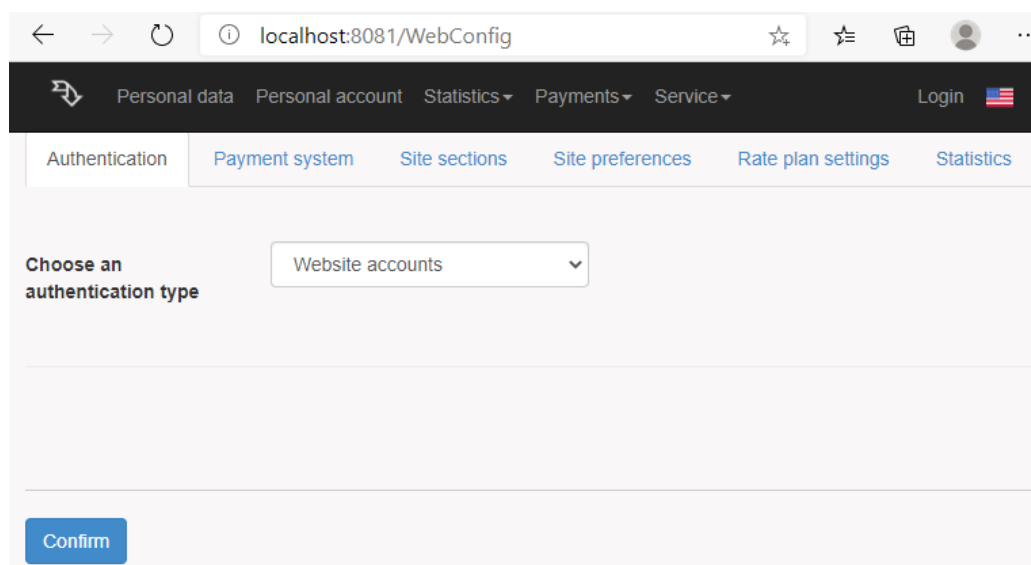 localhost:8081/WebConfig
Personal data Personal account Statistics Payments Service Login
Authentication Payment system Site sections Site preferences Rate plan settings Statistics
Choose an
authentication type
Website accounts
Confirm